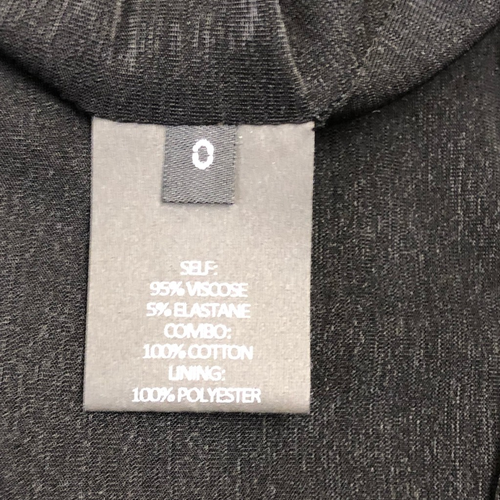 0
SELF:
95% VISCOSE
5% ELASTANE
COMBO:
100% COTTON
LINING:
100% POLYESTER